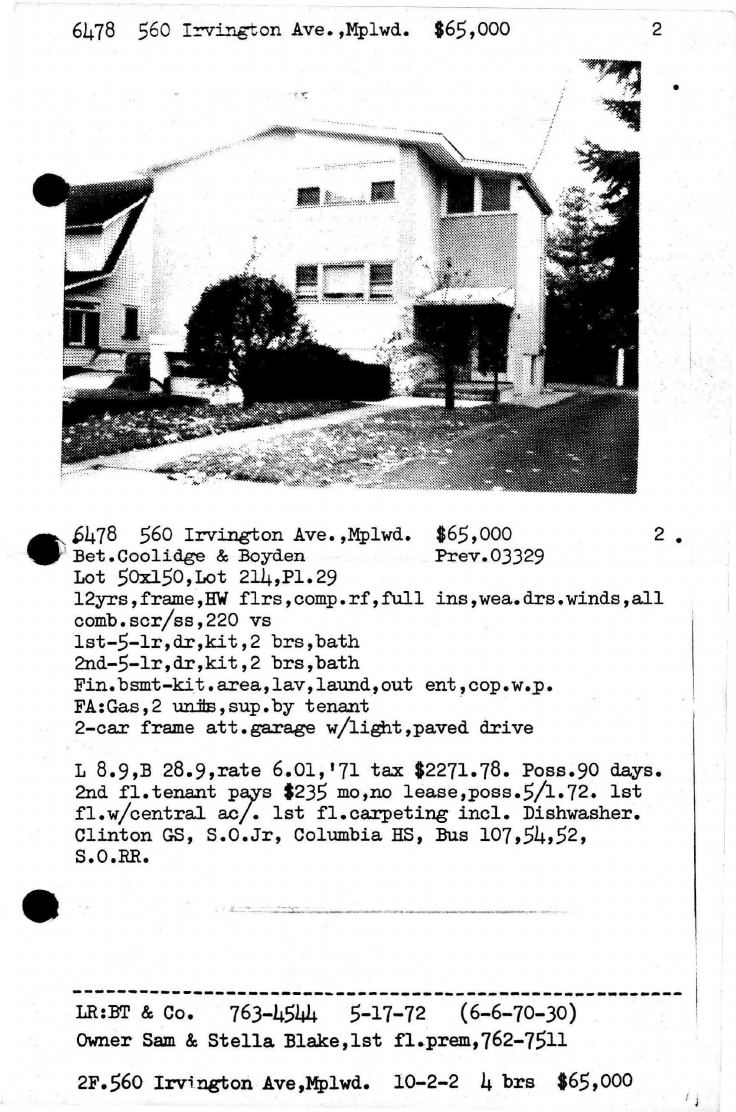 6478 560 Irvington Ave.,Mplwd. $65,000 2
6478 560 Irvington Ave.,Mplwd. $65,000 2 .
Bet.Coolidge & Boyden Prev.03329
Lot 50x150,Lot 214,Pl.29
12yrs,frame,HW flrs,comp.rf,full ins,wea.drs.winds,all
comb.scr/ss,220 vs
1st-5-lr,dr,kit,2 brs,bath
2nd-5-lr,dr,kit,2 brs,bath
Fin.bsmt-kit.area,lav,laund,out ent,cop.w.p.
FA:Gas,2 units,sup.by tenant
2-car frame att.garage w/light,paved drive
L 8.9,B 28.9,rate 6.01,'71 tax $2271.78. Poss.90 days.
2nd fl.tenant pays $235 mo,no lease,poss.5/1.72. 1st
fl.w/central ac/. 1st fl.carpeting incl. Dishwasher.
Clinton GS, S.O.Jr, Columbia HS, Bus 107,54,52,
S.O.RR.
LR:BT & Co. 763-4544 5-17-72 (6-6-70-30)
Owner Sam & Stella Blake,1st fl.prem,762-7511
2F.560 Irvington Ave,Mplwd. 10-2-2 4 brs $65,000